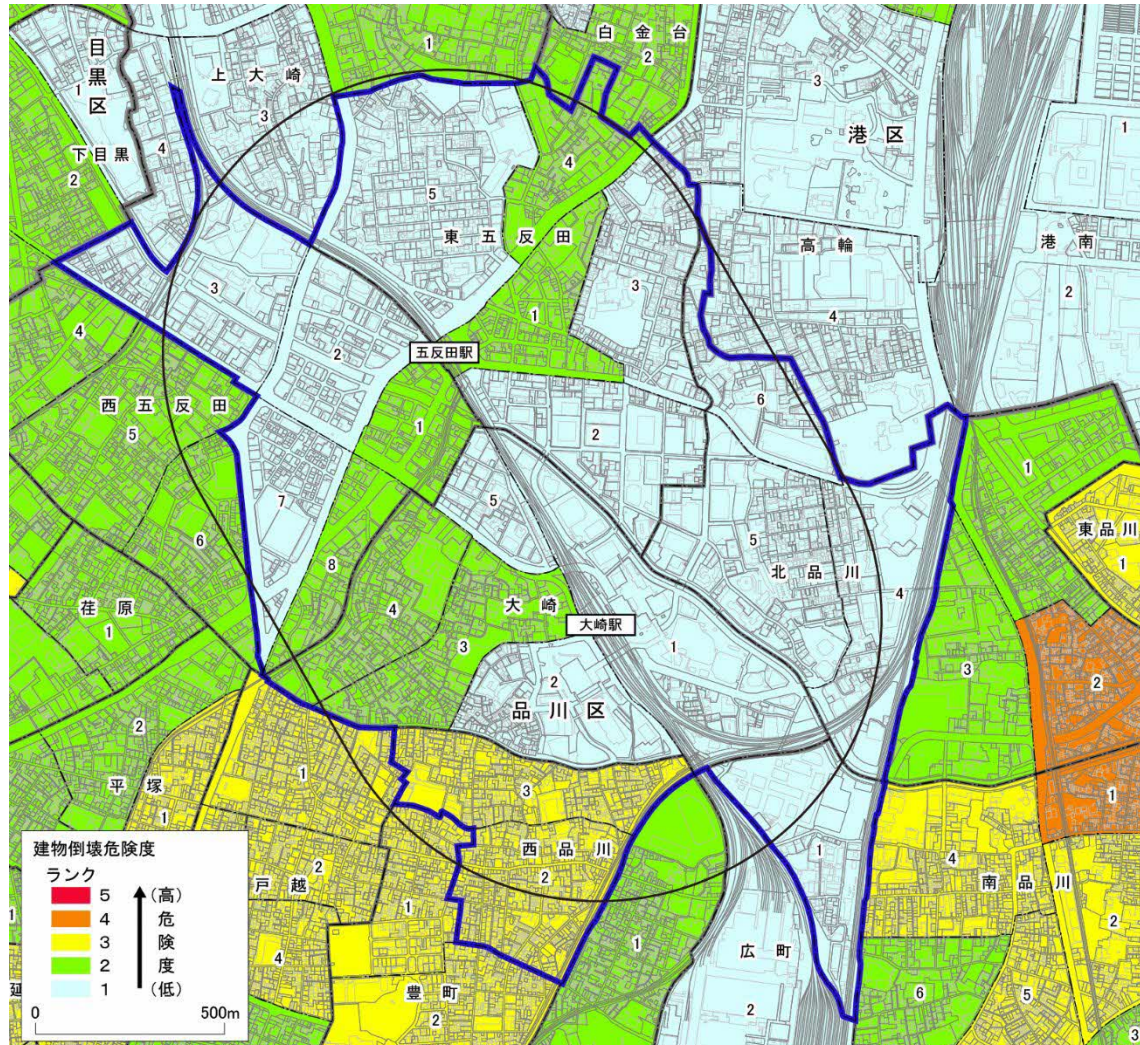 白金台
1
2
目黒区
1
上大崎
3
3
港区
1
4
下目黒
2
4
5
東五反田
高輪
港南
3
3
2
4
1
4
2
五反田駅
西五反田
5
6
1
1
2
7
5
東品川
1
6
5
北品川
8
4
大崎
4
荏原
1
大崎駅
3
1
3
2
2
品川区
2
平塚
1
1
3
1
西品川
2
1
4
南品川
戸越
2
1
2
4
1
広町
6
5
豊町
2
2
3
建物倒壊危険度
ランク
5 (高)
4 危
3 険
2 度
1 (低)
1
延
0 500m